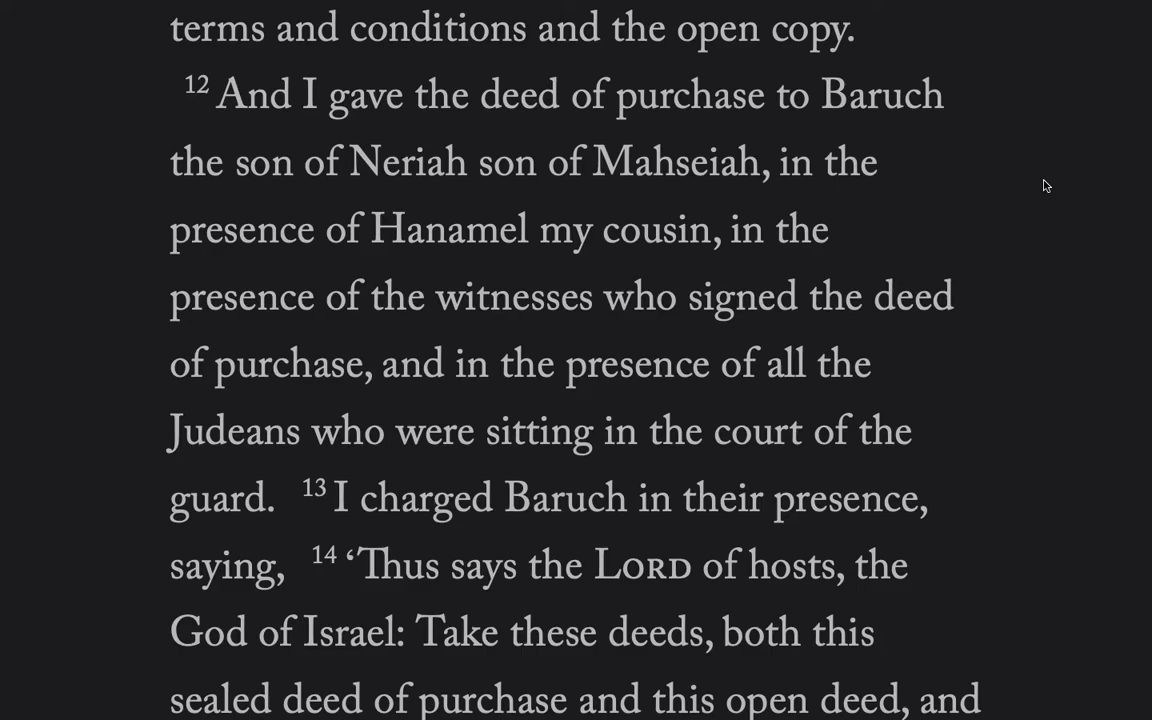 terms and conditions and the open copy.
12 And I gave the deed of purchase to Baruch
the son of Neriah son of Mahseiah, in the
presence of Hanamel my cousin, in the
presence of the witnesses who signed the deed
of purchase, and in the presence of all the
Judeans who were sitting in the court of the
guard. 13 I charged Baruch in their presence,
saying, 14 ‘Thus says the LORD of hosts, the
God of Israel: Take these deeds, both this
sealed deed of purchase and this open deed, and